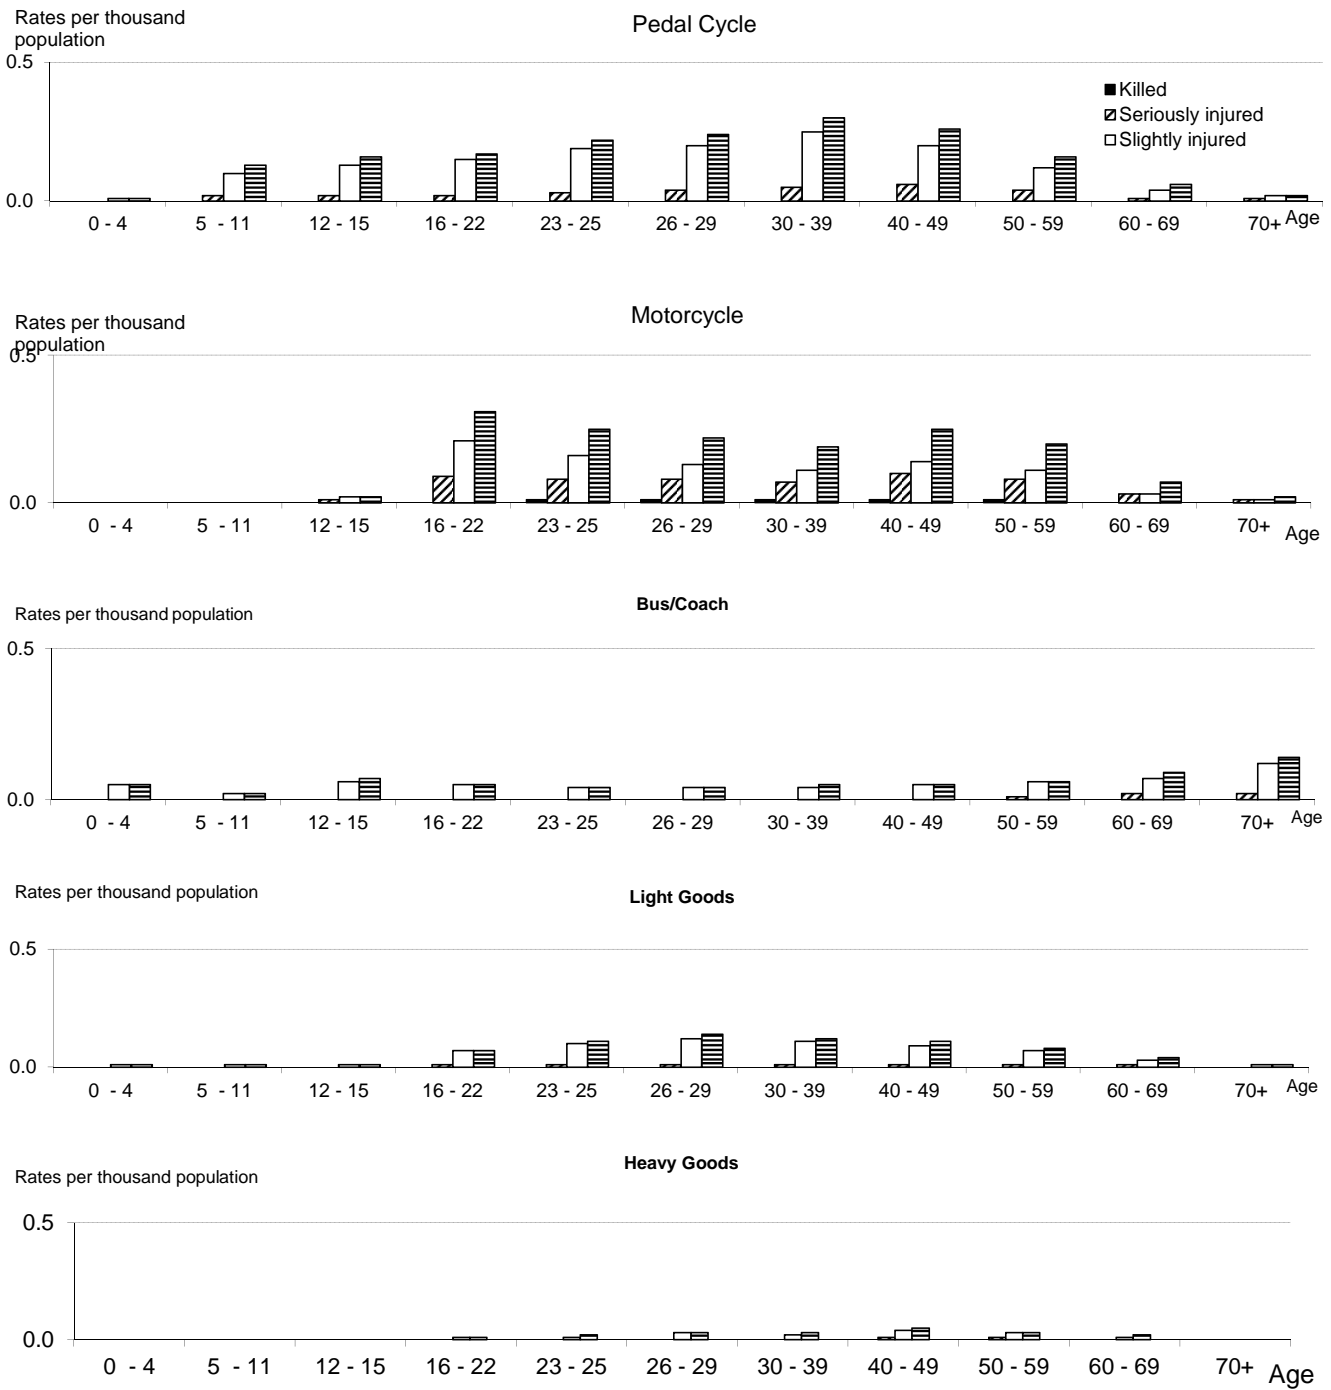 Rates per thousand
population
Pedal Cycle
0.5
Killed
Seriously injured
Slightly injured
0.0
0 - 4 5 - 11 12 - 15 16 - 22 23 - 25 26 - 29 30 - 39 40 - 49 50 - 59 60 - 69 70+ Age
Rates per thousand
population
Motorcycle
0.5
0.0
0 - 4 5 - 11 12 - 15 16 - 22 23 - 25 26 - 29 30 - 39 40 - 49 50 - 59 60 - 69 70+ Age
Rates per thousand population
Bus/Coach
0.5
0.0
0 - 4 5 - 11 12 - 15 16 - 22 23 - 25 26 - 29 30 - 39 40 - 49 50 - 59 60 - 69 70+ Age
Rates per thousand population
Light Goods
0.5
0.0
0 - 4 5 - 11 12 - 15 16 - 22 23 - 25 26 - 29 30 - 39 40 - 49 50 - 59 60 - 69 70+ Age
Rates per thousand population
Heavy Goods
0.5
0.0
0 - 4 5 - 11 12 - 15 16 - 22 23 - 25 26 - 29 30 - 39 40 - 49 50 - 59 60 - 69 70+ Age